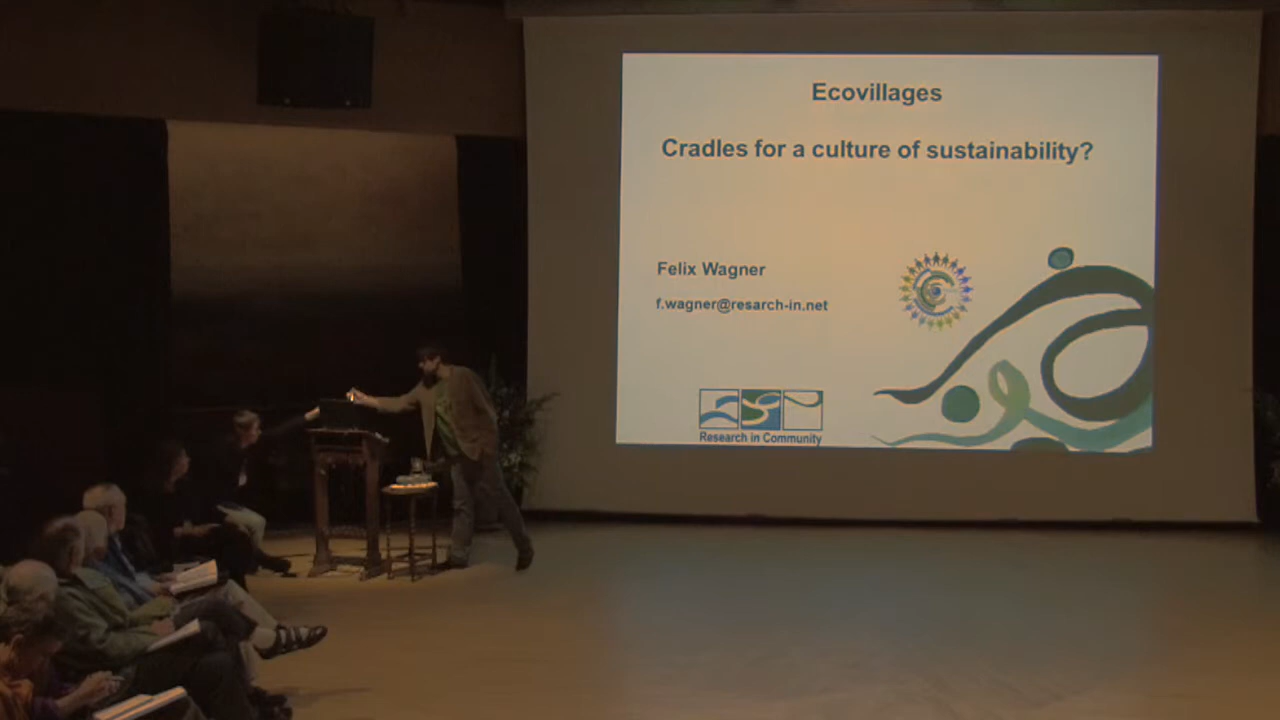 Ecovillages
Cradles for a culture of sustainability?
Felix Wagner
f.wagner@resarch-in.net
Research in Community